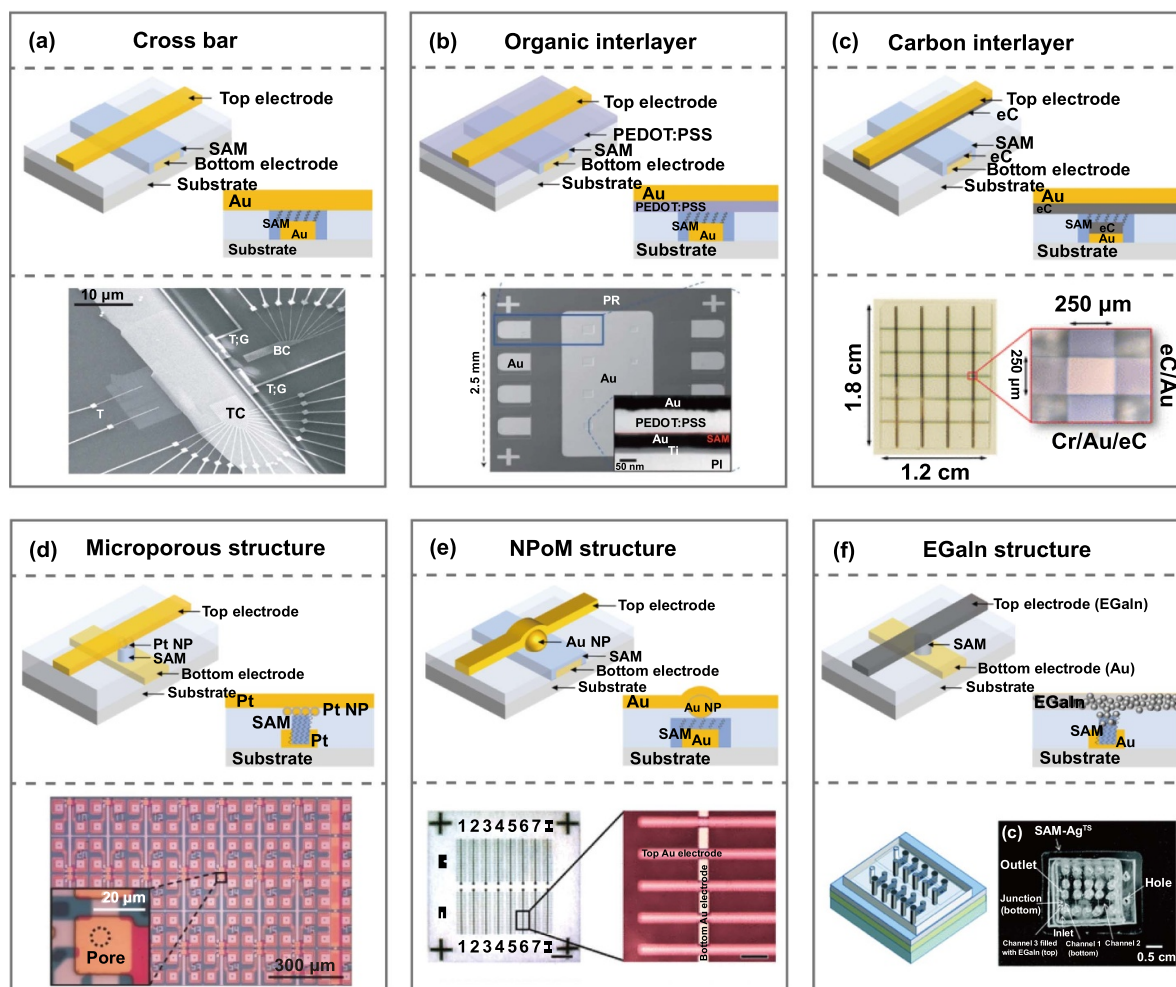 (a) Cross bar
Top electrode
SAM
Bottom electrode
Substrate
Au
SAM
Au
Substrate
10 μm
T;G
BC
T;G
T
TC
(b) Organic interlayer
Top electrode
PEDOT:PSS
SAM
Bottom electrode
Substrate
Au
PEDOT:PSS
SAM
Au
Substrate
2.5 mm
PR
Au
Au
Au
PEDOT:PSS
Au SAM
Ti
50 nm
PI
(c) Carbon interlayer
Top electrode
eC
SAM
eC
Bottom electrode
Substrate
Au
eC
SAM
eC
Au
Substrate
1.8 cm
1.2 cm
250 μm
250 μm
eC/Au
Cr/Au/eC
(d) Microporous structure
Top electrode
Pt NP
SAM
Bottom electrode
Substrate
Pt
Pt NP
SAM
Pt
Substrate
20 μm
Pore
300 μm
(e) NPoM structure
Top electrode
Au NP
SAM
Bottom electrode
Substrate
Au
Au NP
SAM
Au
Substrate
1 2 3 4 5 6 7
1 2 3 4 5 6 7
Top Au electrode
Bottom Au electrode
(f) EGaIn structure
Top electrode (EGaIn)
SAM
Bottom electrode (Au)
Substrate
EGaIn
SAM
Au
Substrate
(c)
SAM-Ag^TS
Outlet
Hole
Junction
(bottom)
Inlet
Channel 3 filled
with EGaIn (top)
Channel 1
(bottom)
Channel 2
0.5 cm